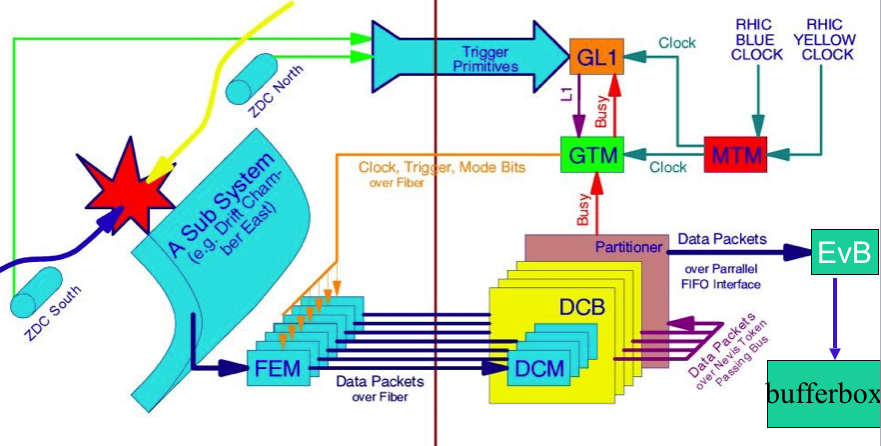 ZDC North
Trigger
Primitives
GL1
Clock
RHIC
BLUE
CLOCK
RHIC
YELLOW
CLOCK
L1
Busy
GTM
Clock
MTM
Clock, Trigger, Mode Bits
over Fiber
A Sub System
(e.g. Drift Cham-
ber East)
ZDC South
Busy
Partitioner
Data Packets
over Parrallel
FIFO Interface
EvB
DCB
FEM
Data Packets
over Fiber
DCM
Data Packets
over Nevis Token
Passing Bus
bufferbox